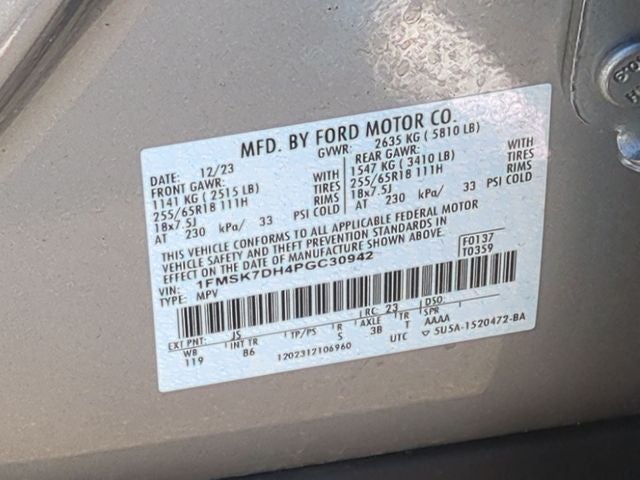 MFD. BY FORD MOTOR CO.
DATE: 12/23
GVWR: 2635 KG ( 5810 LB)
FRONT GAWR:
1141 KG ( 2515 LB)
255/65R18 111H
18x7.5J
AT 230 kPa/ 33 PSI COLD
WITH
TIRES
RIMS
REAR GAWR:
1547 KG ( 3410 LB)
255/65R18 111H
18x7.5J
AT 230 kPa/ 33 PSI COLD
WITH
TIRES
RIMS
THIS VEHICLE CONFORMS TO ALL APPLICABLE FEDERAL MOTOR
VEHICLE SAFETY AND THEFT PREVENTION STANDARDS IN
EFFECT ON THE DATE OF MANUFACTURE SHOWN ABOVE.
VIN: 1FMSK7DH4PGC30942
TYPE: MPV
F0137
T0359
EXT PNT: JS RC: 23 DSO:
WB INT TR TP/PS R AXLE TR SPR
119 B6 S 3B T AAAA
1202312106960 UTC 5U5A-1520472-BA